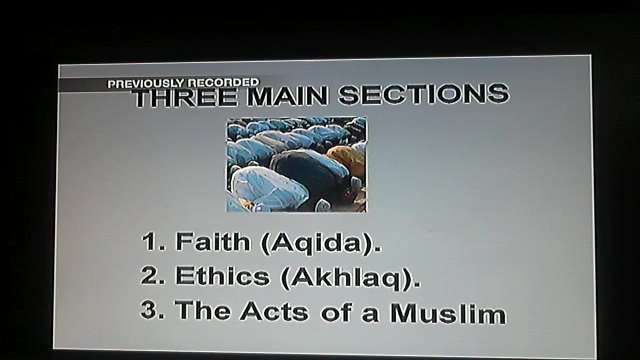 PREVIOUSLY RECORDED
THREE MAIN SECTIONS
1. Faith (Aqida).
2. Ethics (Akhlaq).
3. The Acts of a Muslim